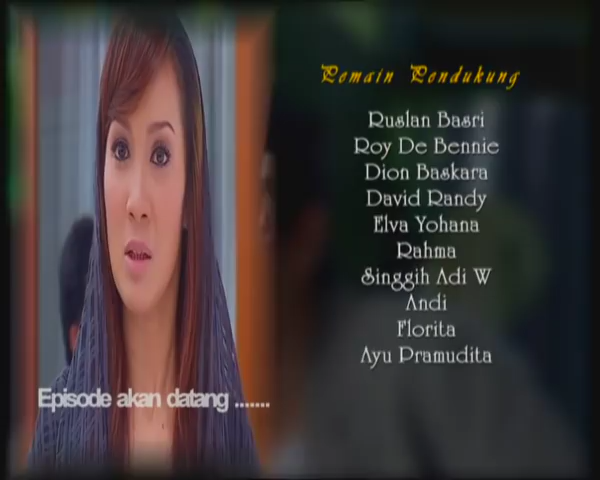 Pemain Pendukung
Ruslan Basri
Roy De Bennie
Dion Baskara
David Randy
Elva Yohana
Rahma
Singgih Adi W
Andi
Florita
Ayu Pramudita
Episode akan datang .......